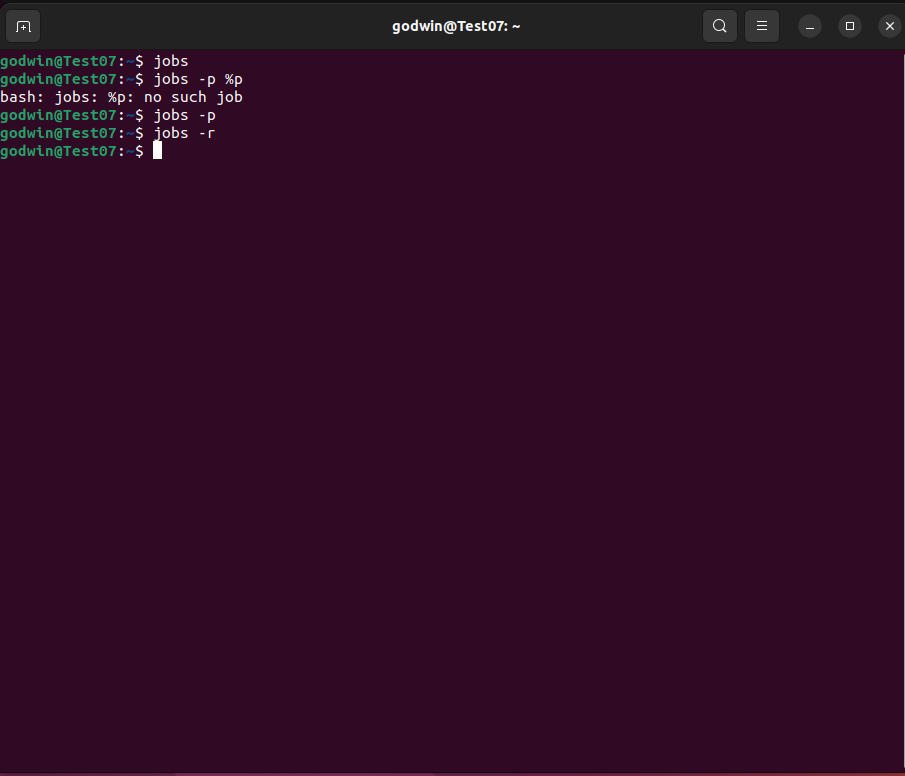 godwin@Test07: ~
godwin@Test07:~$ jobs
godwin@Test07:~$ jobs -p %p
bash: jobs: %p: no such job
godwin@Test07:~$ jobs -p
godwin@Test07:~$ jobs -r
godwin@Test07:~$